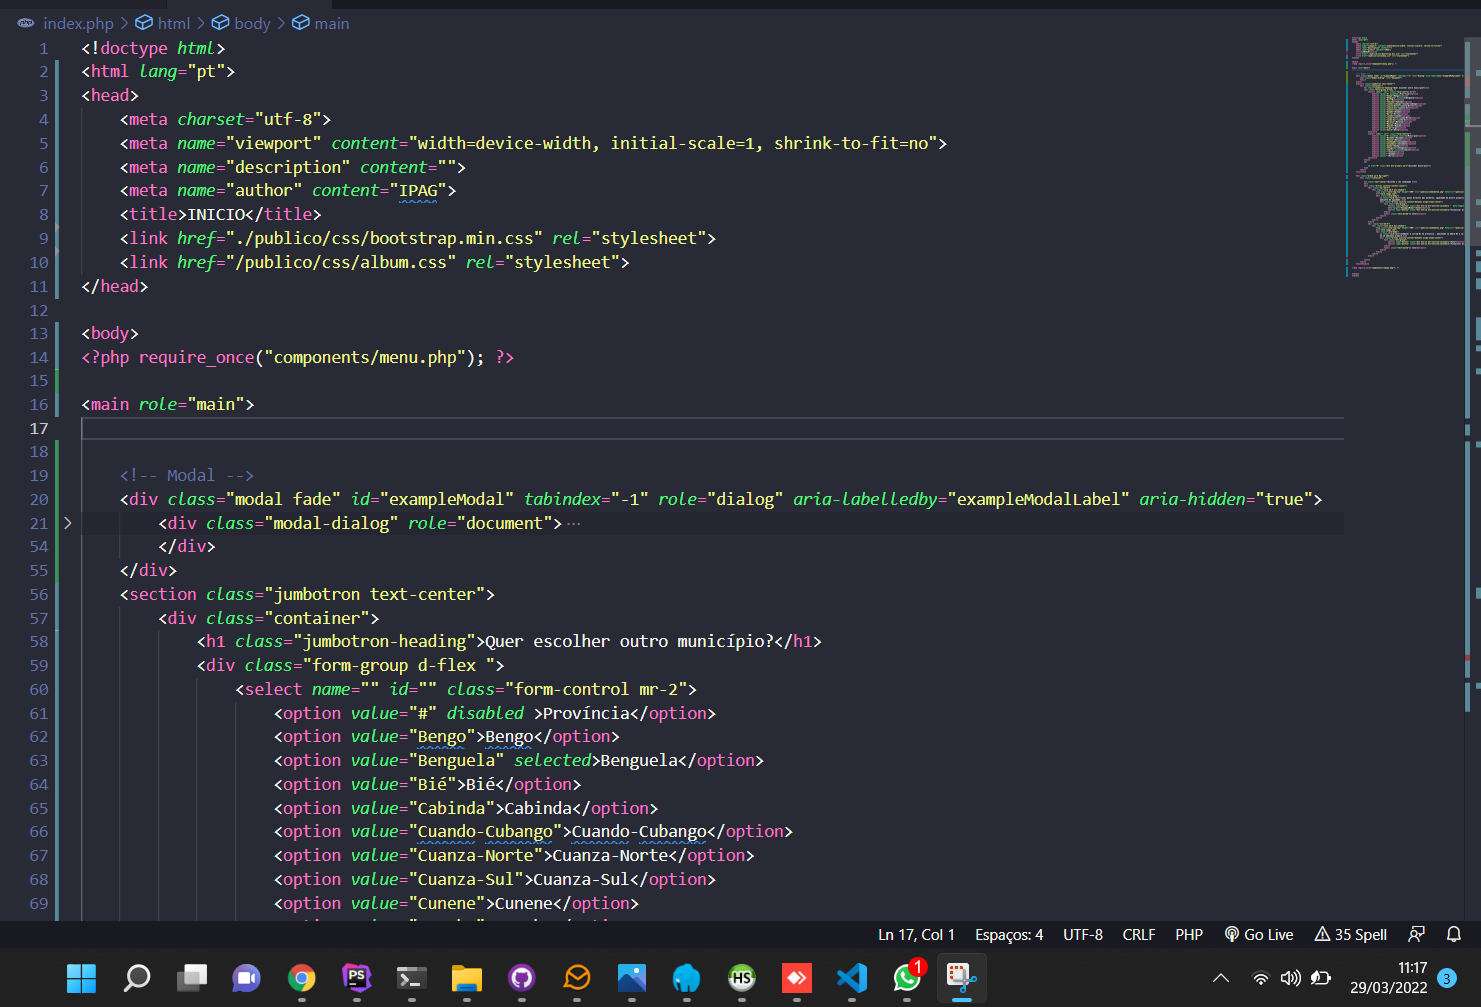 index.php > html > body > main
1 <!doctype html>
2 <html lang="pt">
3 <head>
4 <meta charset="utf-8">
5 <meta name="viewport" content="width=device-width, initial-scale=1, shrink-to-fit=no">
6 <meta name="description" content="">
7 <meta name="author" content="IPAG">
8 <title>INICIO</title>
9 <link href="./publico/css/bootstrap.min.css" rel="stylesheet">
10 <link href="/publico/css/album.css" rel="stylesheet">
11 </head>
12
13 <body>
14 <?php require_once("components/menu.php"); ?>
15
16 <main role="main">
17
18
19 <!-- Modal -->
20 <div class="modal fade" id="exampleModal" tabindex="-1" role="dialog" aria-labelledby="exampleModalLabel" aria-hidden="true">
21 > <div class="modal-dialog" role="document">···
54 </div>
55 </div>
56 <section class="jumbotron text-center">
57 <div class="container">
58 <h1 class="jumbotron-heading">Quer escolher outro município?</h1>
59 <div class="form-group d-flex ">
60 <select name="" id="" class="form-control mr-2">
61 <option value="#" disabled >Província</option>
62 <option value="Bengo">Bengo</option>
63 <option value="Benguela" selected>Benguela</option>
64 <option value="Bié">Bié</option>
65 <option value="Cabinda">Cabinda</option>
66 <option value="Cuando-Cubango">Cuando-Cubango</option>
67 <option value="Cuanza-Norte">Cuanza-Norte</option>
68 <option value="Cuanza-Sul">Cuanza-Sul</option>
69 <option value="Cunene">Cunene</option>
Ln 17, Col 1 Espaços: 4 UTF-8 CRLF PHP Go Live 35 Spell
PS HS 1
11:17
29/03/2022 3